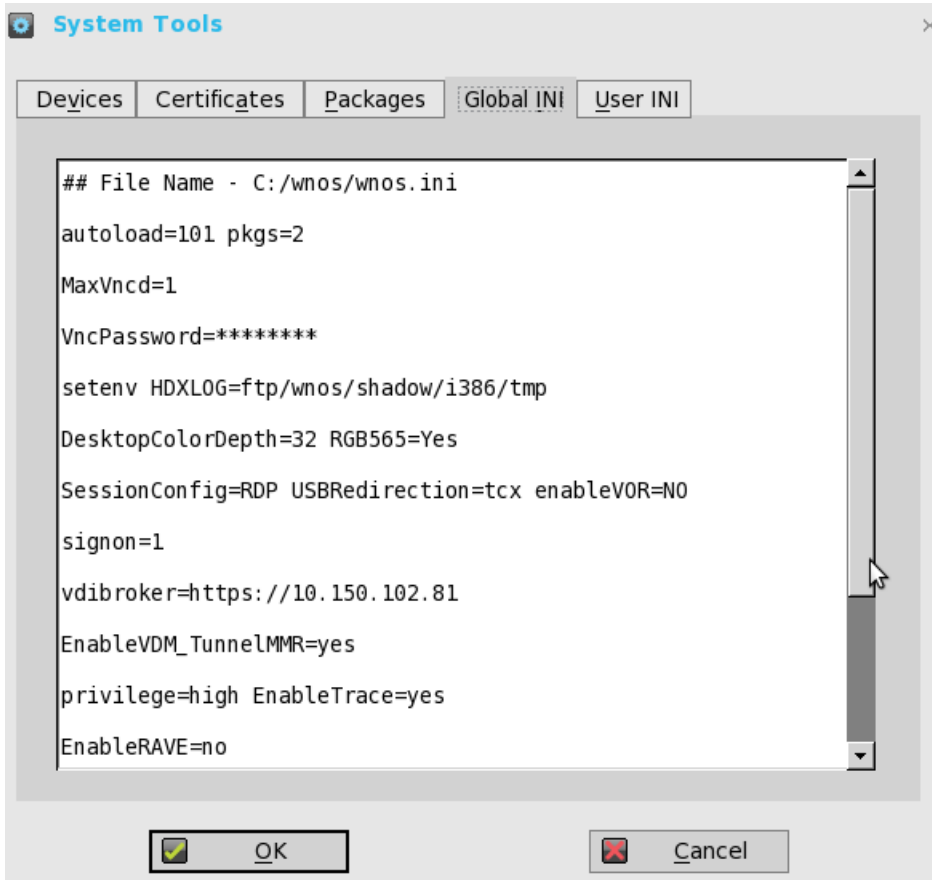 System Tools
Devices Certificates Packages Global INI User INI
## File Name - C:/wnos/wnos.ini
autoload=101 pkgs=2
MaxVncd=1
VncPassword=********
setenv HDXLOG=ftp/wnos/shadow/i386/tmp
DesktopColorDepth=32 RGB565=Yes
SessionConfig=RDP USBRedirection=tcx enableVOR=NO
signon=1
vdibroker=https://10.150.102.81
EnableVDM_TunnelMMR=yes
privilege=high EnableTrace=yes
EnableRAVE=no
OK Cancel